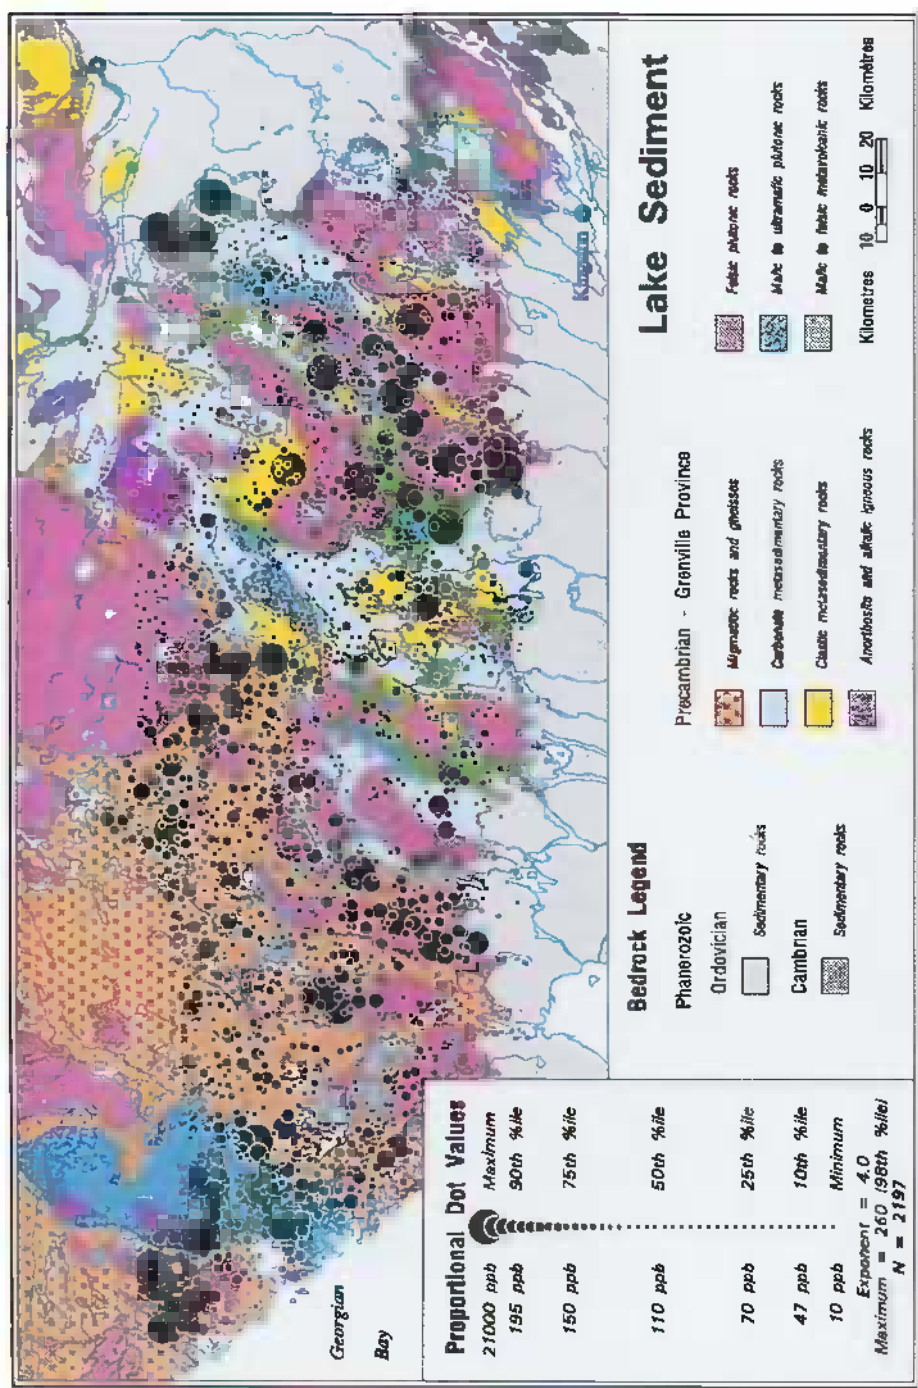 Georgian
Bay
Kingston
Proportional Dot Values
21000 ppb Maximum
195 ppb 90th %ile
150 ppb 75th %ile
110 ppb 50th %ile
70 ppb 25th %ile
47 ppb 10th %ile
10 ppb Minimum
Exponent = 4.0
Maximum = 260 (98th %ile)
N = 2197
Bedrock Legend
Phanerozoic
Ordovician
Sedimentary rocks
Cambrian
Sedimentary rocks
Precambrian - Grenville Province
Migmatitic rocks and gneisses
Carbonate metasedimentary rocks
Clastic metasedimentary rocks
Anorthosite and alkalic igneous rocks
Lake Sediment
Felsic plutonic rocks
Mafic to ultramafic plutonic rocks
Mafic to felsic metavolcanic rocks
Kilometres 10 0 10 20 Kilomètres